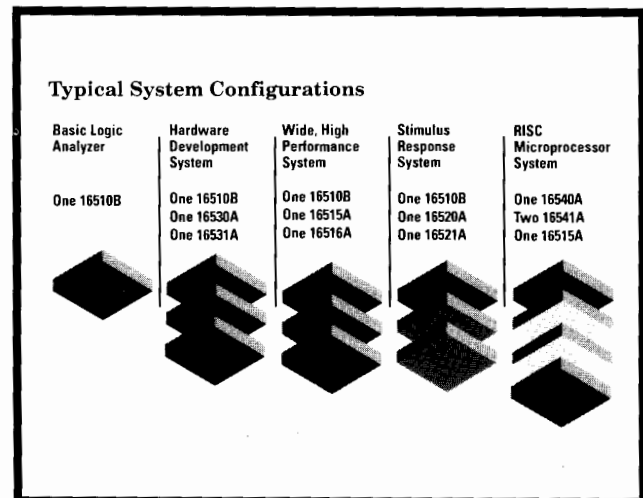 Typical System Configurations
Basic Logic
Analyzer
One 16510B
Hardware
Development
System
One 16510B
One 16530A
One 16531A
Wide, High
Performance
System
One 16510B
One 16515A
One 16516A
Stimulus
Response
System
One 16510B
One 16520A
One 16521A
RISC
Microprocessor
System
One 16540A
Two 16541A
One 16515A